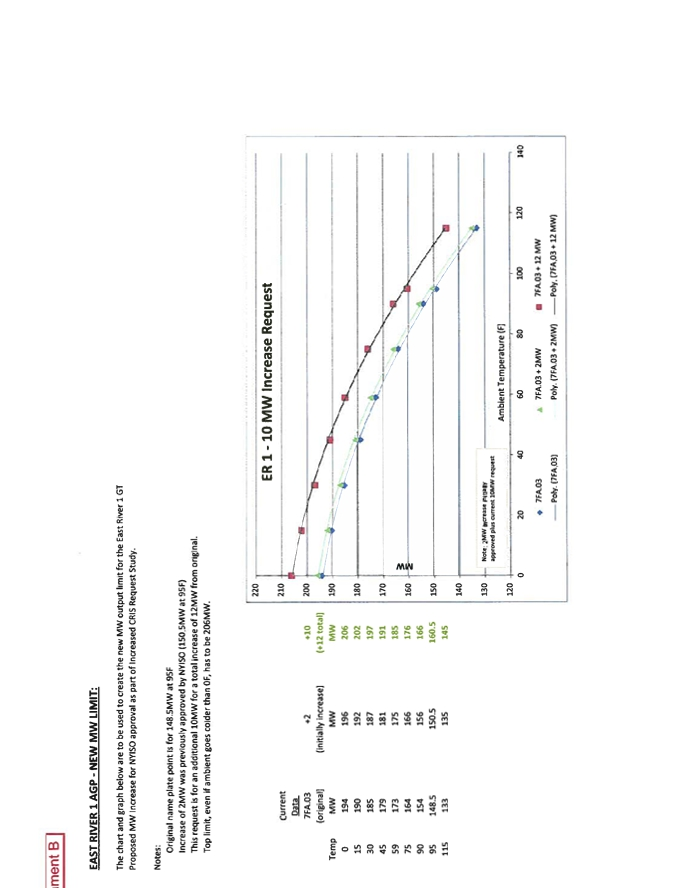 ment B
EAST RIVER 1 AGP - NEW MW LIMIT:
The chart and graph below are to be used to create the new MW output limit for the East River 1 GT
Proposed MW Increase for NYISO approval as part of Increased CRIS Request Study.
Notes:
Original name plate point is for 148.5MW at 95F
Increase of 2MW was previously approved by NYISO (150.5MW at 95F)
This request is for an additional 10MW for a total increase of 12MW from original.
Top limit, even if ambient goes colder than 0F, has to be 206MW.
Current
Data
7FA.03 +2 +10
(original) (Initially increase) (+12 total)
Temp MW MW MW
0 194 196 206
15 190 192 202
30 185 187 197
45 179 181 191
59 173 175 185
75 164 166 176
90 154 156 166
95 148.5 150.5 160.5
115 133 135 145
ER 1 - 10 MW Increase Request
220
210
200
190
180
170
160
150
140
130
120
MW
Note: 2MW increase
approved plus current 10MW request
0 20 40 60 80 100 120 140
Ambient Temperature (F)
7FA.03 7FA.03 + 2MW 7FA.03 + 12 MW
Poly. (7FA.03) Poly. (7FA.03 + 2MW) Poly. (7FA.03 + 12 MW)